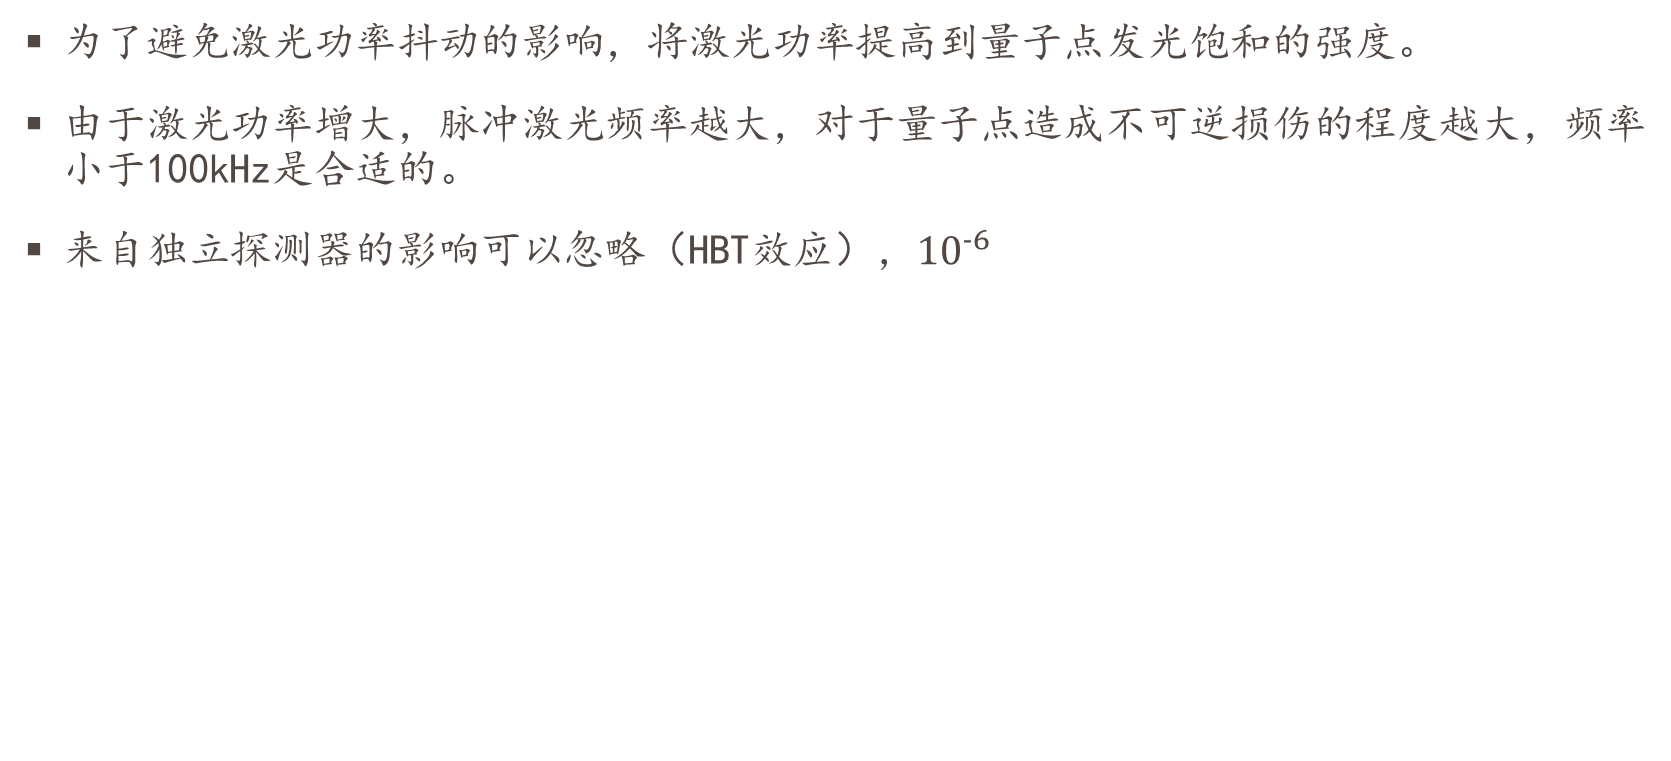 ▪ 为了避免激光功率抖动的影响，将激光功率提高到量子点发光饱和的强度。
▪ 由于激光功率增大，脉冲激光频率越大，对于量子点造成不可逆损伤的程度越大，频率
小于100kHz是合适的。
▪ 来自独立探测器的影响可以忽略（HBT效应），10⁻⁶